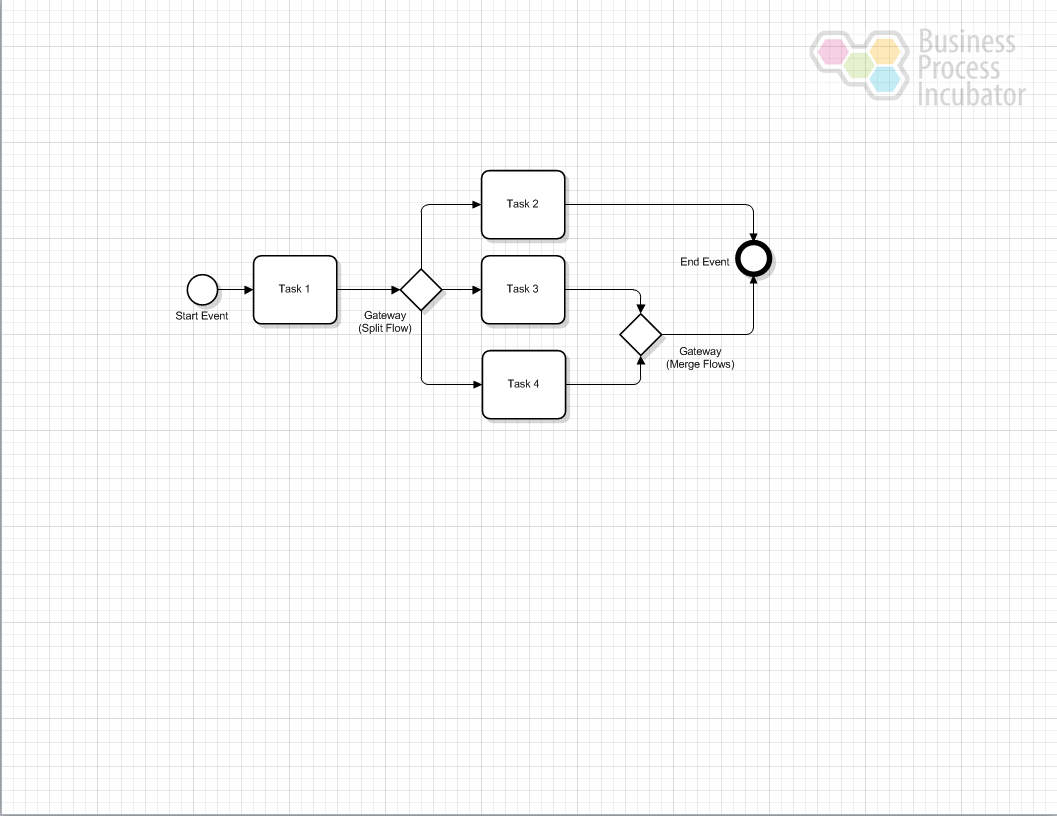 Business
Process
Incubator
Task 2
End Event
Task 1
Task 3
Start Event
Gateway
(Split Flow)
Gateway
(Merge Flows)
Task 4